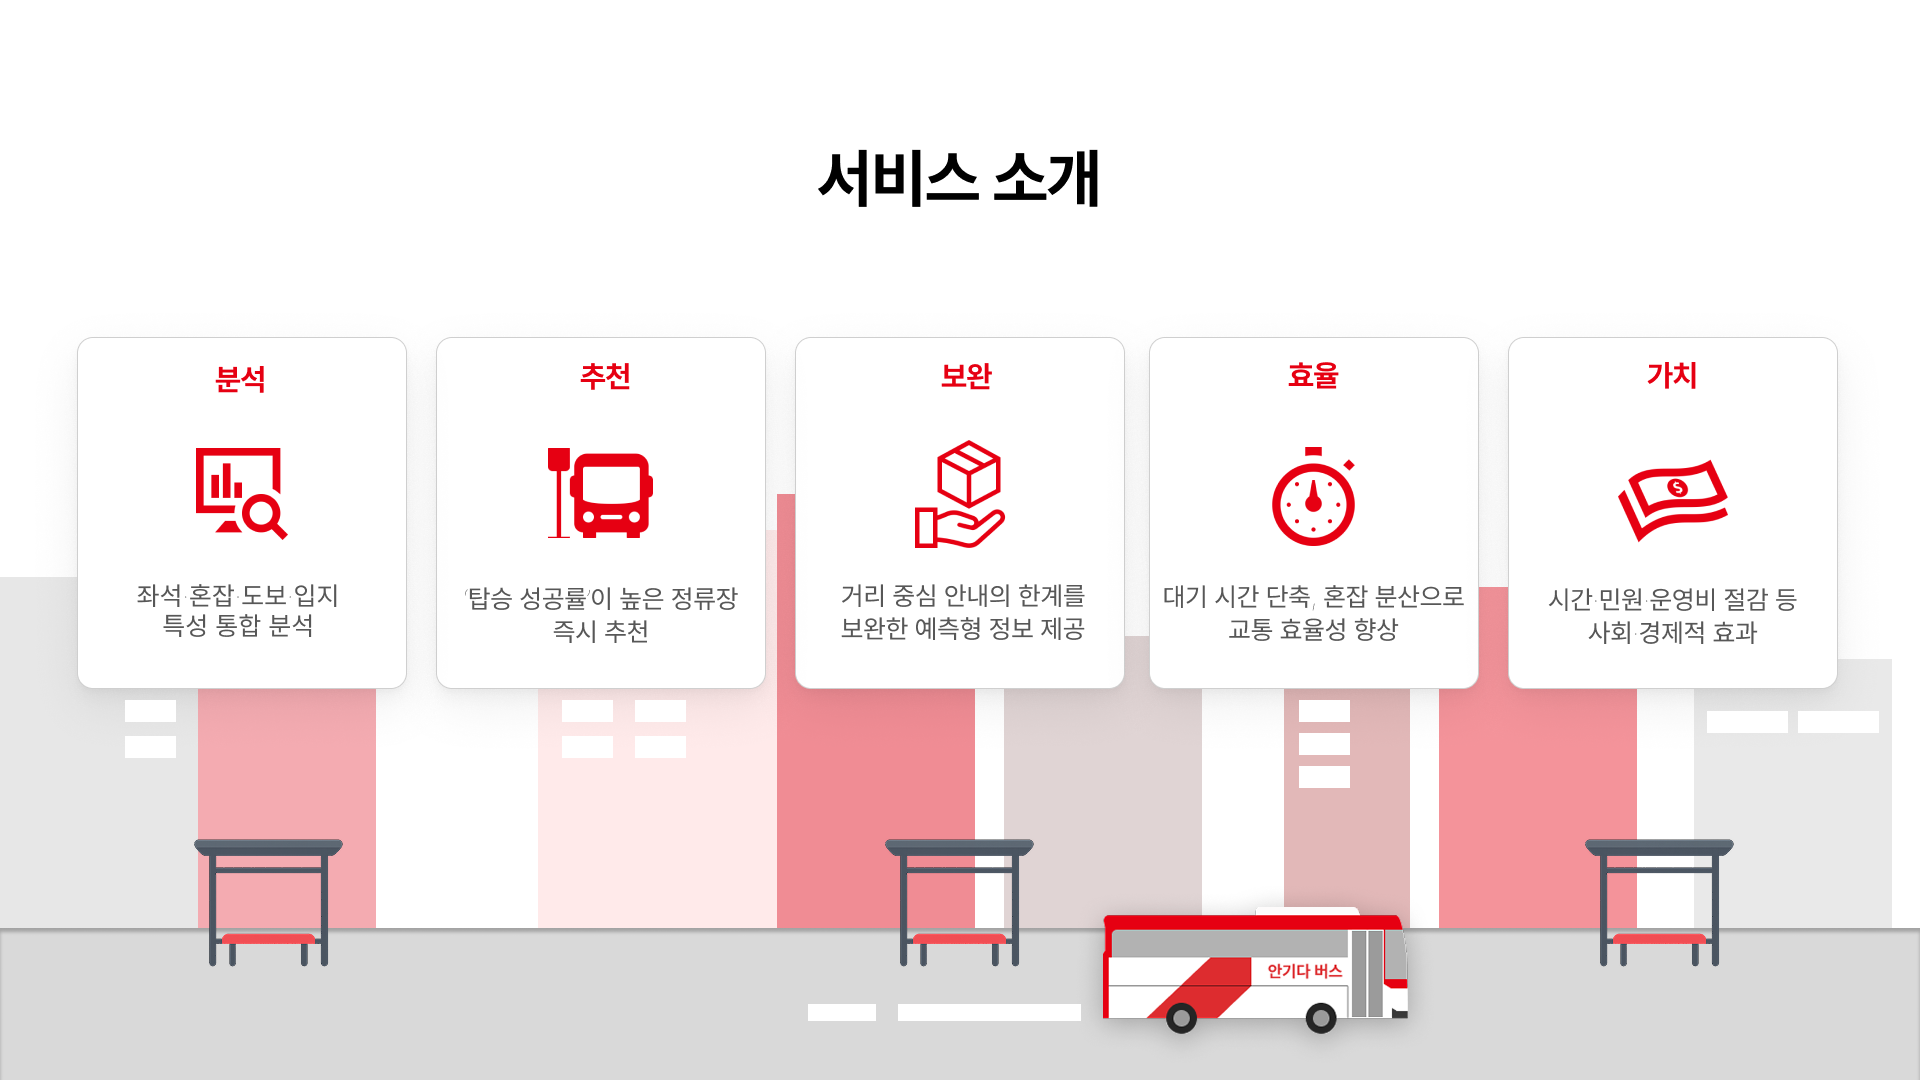 서비스 소개
분석
좌석·혼잡·도보·입지
특성 통합 분석
추천
‘탑승 성공률’이 높은 정류장
즉시 추천
보완
거리 중심 안내의 한계를
보완한 예측형 정보 제공
효율
대기 시간 단축, 혼잡 분산으로
교통 효율성 향상
가치
시간·민원·운영비 절감 등
사회·경제적 효과
안기다 버스